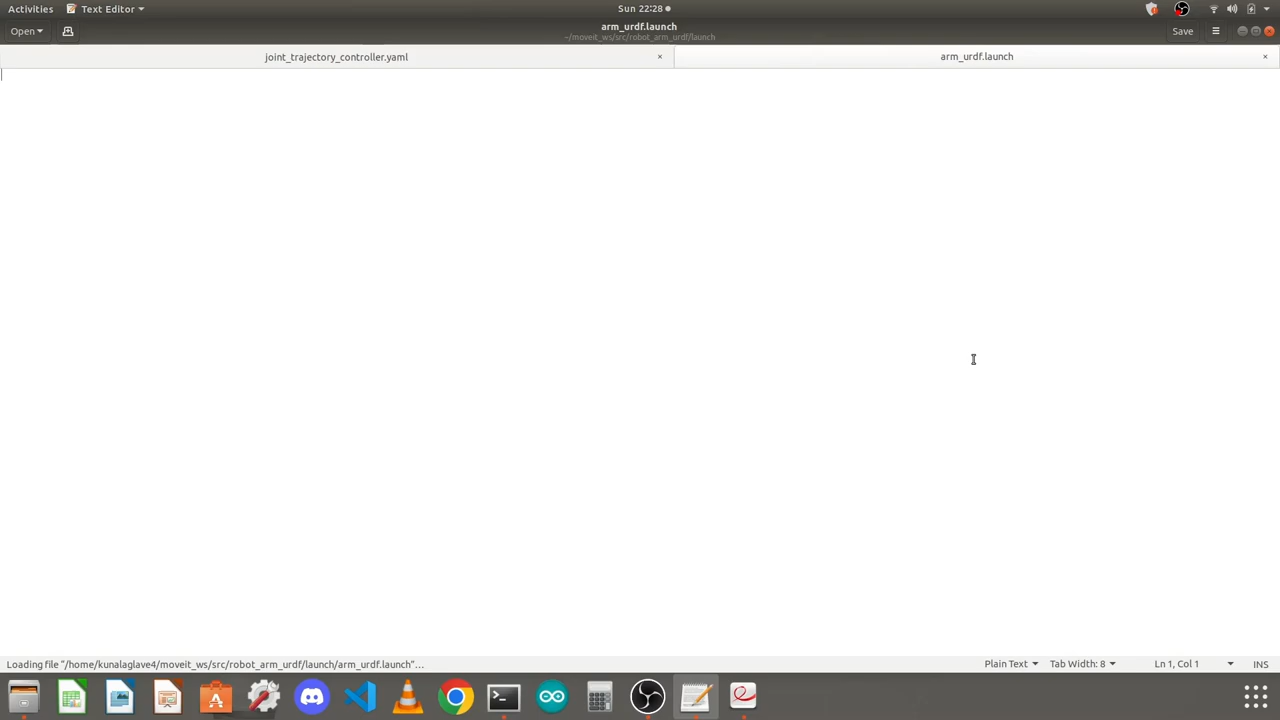 Activities
Text Editor
Sun 22:28
Open
arm_urdf.launch
~/moveit_ws/src/robot_arm_urdf/launch
Save
joint_trajectory_controller.yaml
arm_urdf.launch
Loading file "/home/kunalaglave4/moveit_ws/src/robot_arm_urdf/launch/arm_urdf.launch"…
Plain Text
Tab Width: 8
Ln 1, Col 1
INS